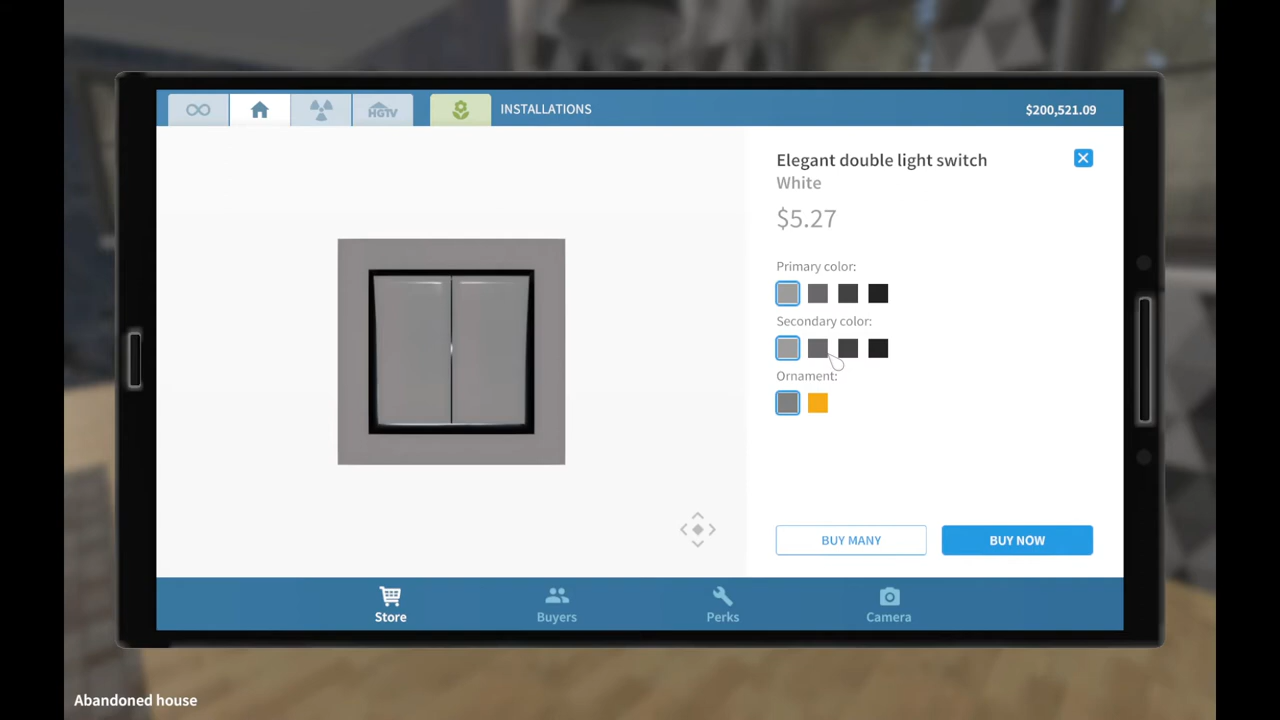 HGTV
INSTALLATIONS
$200,521.09
Elegant double light switch
White
$5.27
Primary color:
Secondary color:
Ornament:
BUY MANY
BUY NOW
Store
Buyers
Perks
Camera
Abandoned house